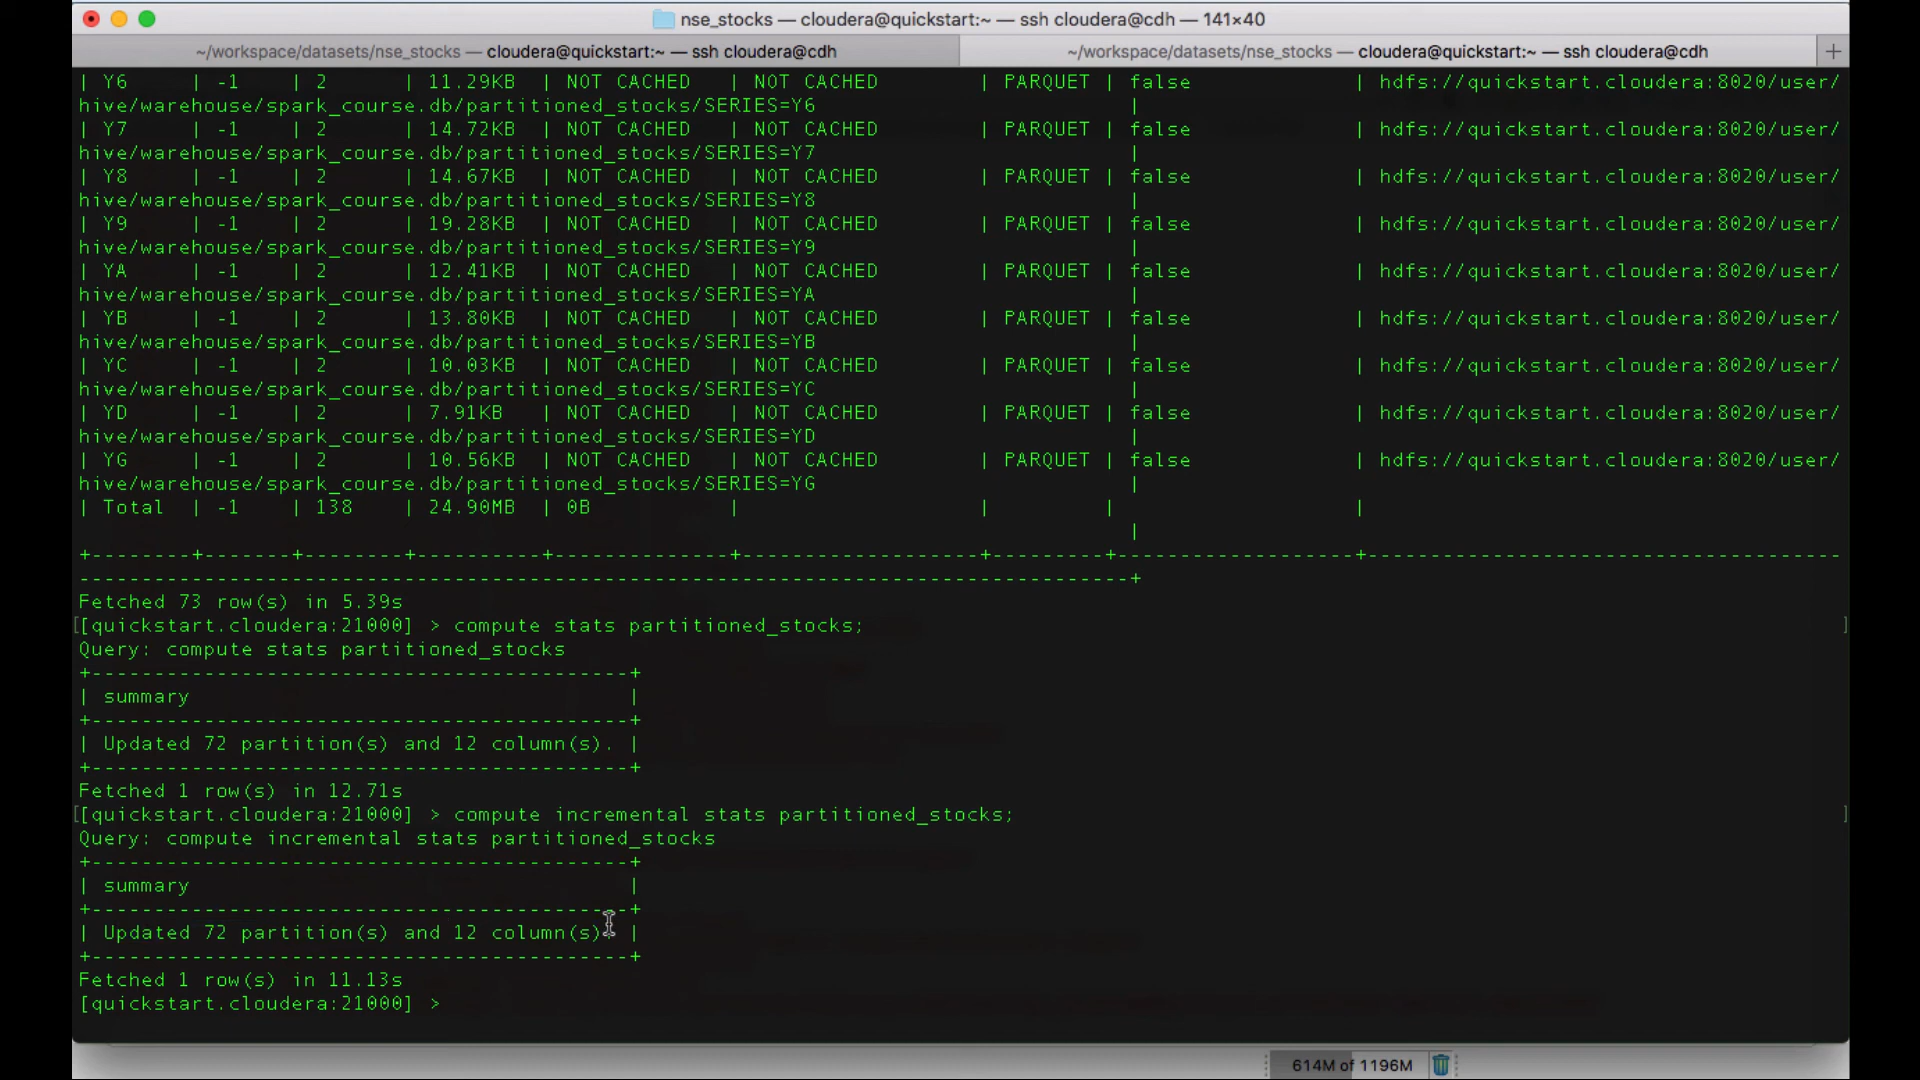 nse_stocks — cloudera@quickstart:~ — ssh cloudera@cdh — 141×40
~/workspace/datasets/nse_stocks — cloudera@quickstart:~ — ssh cloudera@cdh ~/workspace/datasets/nse_stocks — cloudera@quickstart:~ — ssh cloudera@cdh +
| Y6 | -1 | 2 | 11.29KB | NOT CACHED | NOT CACHED | PARQUET | false | hdfs://quickstart.cloudera:8020/user/
hive/warehouse/spark_course.db/partitioned_stocks/SERIES=Y6 |
| Y7 | -1 | 2 | 14.72KB | NOT CACHED | NOT CACHED | PARQUET | false | hdfs://quickstart.cloudera:8020/user/
hive/warehouse/spark_course.db/partitioned_stocks/SERIES=Y7 |
| Y8 | -1 | 2 | 14.67KB | NOT CACHED | NOT CACHED | PARQUET | false | hdfs://quickstart.cloudera:8020/user/
hive/warehouse/spark_course.db/partitioned_stocks/SERIES=Y8 |
| Y9 | -1 | 2 | 19.28KB | NOT CACHED | NOT CACHED | PARQUET | false | hdfs://quickstart.cloudera:8020/user/
hive/warehouse/spark_course.db/partitioned_stocks/SERIES=Y9 |
| YA | -1 | 2 | 12.41KB | NOT CACHED | NOT CACHED | PARQUET | false | hdfs://quickstart.cloudera:8020/user/
hive/warehouse/spark_course.db/partitioned_stocks/SERIES=YA |
| YB | -1 | 2 | 13.80KB | NOT CACHED | NOT CACHED | PARQUET | false | hdfs://quickstart.cloudera:8020/user/
hive/warehouse/spark_course.db/partitioned_stocks/SERIES=YB |
| YC | -1 | 2 | 10.03KB | NOT CACHED | NOT CACHED | PARQUET | false | hdfs://quickstart.cloudera:8020/user/
hive/warehouse/spark_course.db/partitioned_stocks/SERIES=YC |
| YD | -1 | 2 | 7.91KB | NOT CACHED | NOT CACHED | PARQUET | false | hdfs://quickstart.cloudera:8020/user/
hive/warehouse/spark_course.db/partitioned_stocks/SERIES=YD |
| YG | -1 | 2 | 10.56KB | NOT CACHED | NOT CACHED | PARQUET | false | hdfs://quickstart.cloudera:8020/user/
hive/warehouse/spark_course.db/partitioned_stocks/SERIES=YG |
| Total | -1 | 138 | 24.90MB | 0B | | | |
|
+--------+-------+--------+----------+--------------+-------------------+---------+-------------------+--------------------------------------
------------------------------------------------------------------------------------+
Fetched 73 row(s) in 5.39s
[[quickstart.cloudera:21000] > compute stats partitioned_stocks; ]
Query: compute stats partitioned_stocks
+-------------------------------------------+
| summary |
+-------------------------------------------+
| Updated 72 partition(s) and 12 column(s). |
+-------------------------------------------+
Fetched 1 row(s) in 12.71s
[[quickstart.cloudera:21000] > compute incremental stats partitioned_stocks; ]
Query: compute incremental stats partitioned_stocks
+-------------------------------------------+
| summary |
+-------------------------------------------+
| Updated 72 partition(s) and 12 column(s). |
+-------------------------------------------+
Fetched 1 row(s) in 11.13s
[quickstart.cloudera:21000] >
614M of 1196M